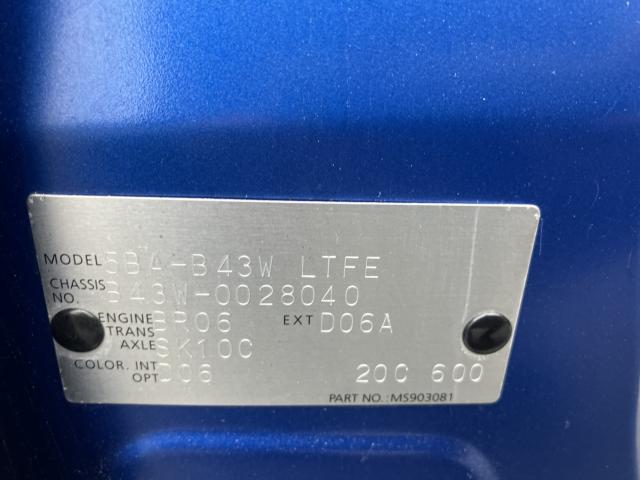 MODEL 5BA-B43W LTFE
CHASSIS NO. B43W-0028040
ENGINE BR06 EXT D06A
TRANS AXLE SK10C
COLOR. INT D06
OPT 20C 600
PART NO.:MS903081